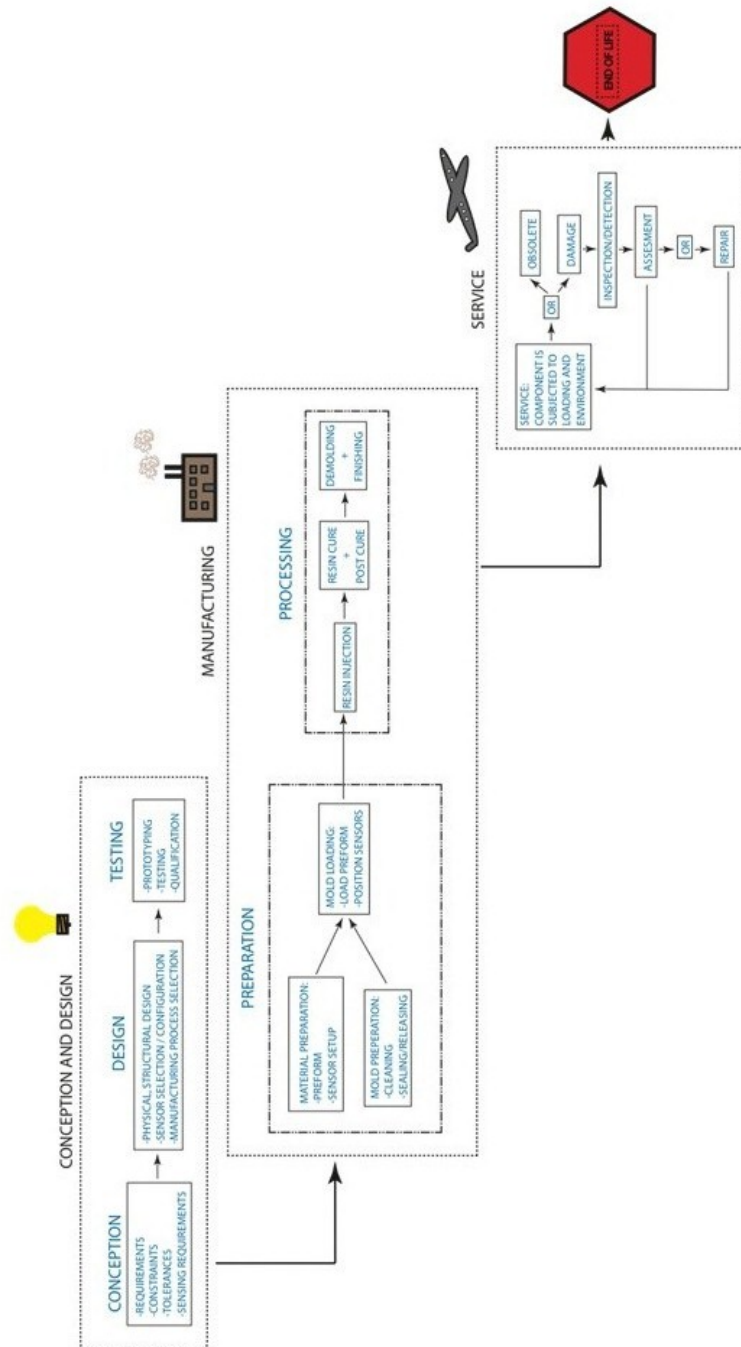 CONCEPTION AND DESIGN
CONCEPTION
-REQUIREMENTS
-CONSTRAINTS
-TOLERANCES
-SENSING REQUIREMENTS
DESIGN
-PHYSICAL, STRUCTURAL DESIGN
-SENSOR SELECTION / CONFIGURATION
-MANUFACTURING PROCESS SELECTION
TESTING
-PROTOTYPING
-TESTING
-QUALIFICATION
MANUFACTURING
PREPARATION
MATERIAL PREPARATION:
-PREFORM
-SENSOR SETUP
MOLD PREPERATION:
-CLEANING
-SEALING/RELEASING
MOLD LOADING:
-LOAD PREFORM
-POSITION SENSORS
PROCESSING
RESIN INJECTION
RESIN CURE
+
POST CURE
DEMOLDING
+
FINISHING
SERVICE
SERVICE:
COMPONENT IS
SUBJECTED TO
LOADING AND
ENVIRONMENT
OR
OBSOLETE
DAMAGE
INSPECTION/DETECTION
ASSESMENT
OR
REPAIR
END OF LIFE